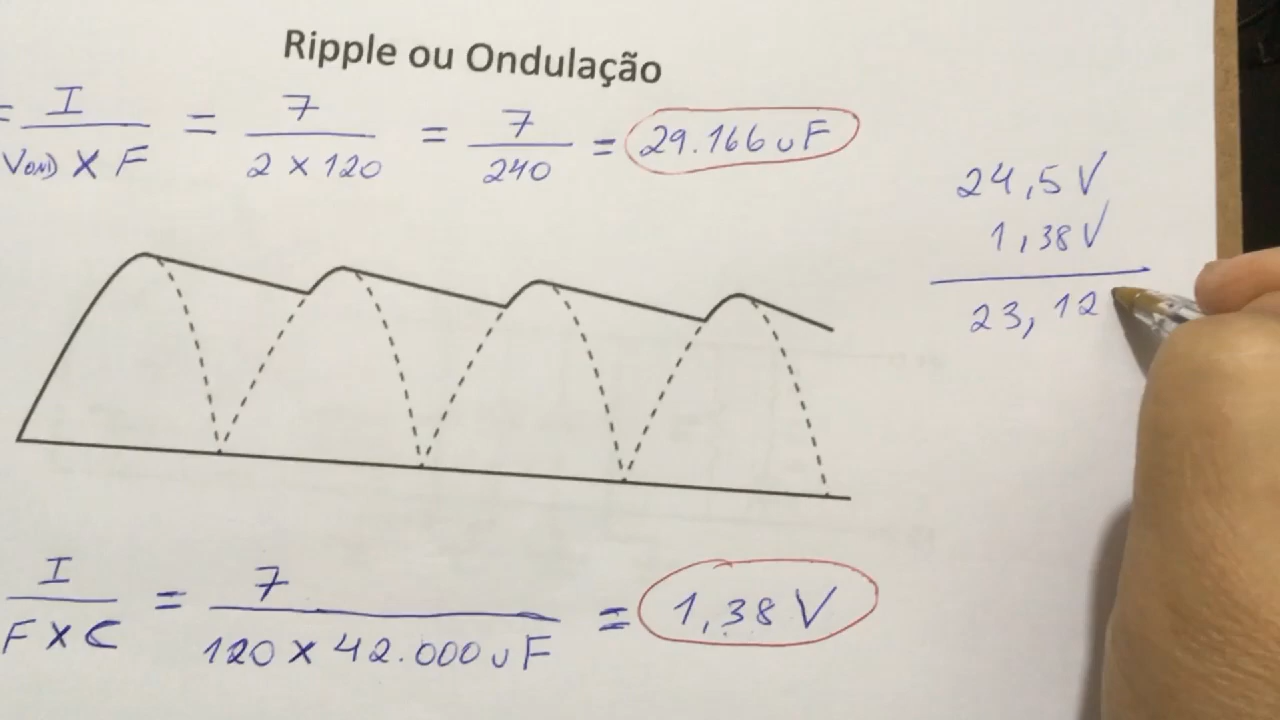 Ripple ou Ondulação
= I / VOND X F = 7 / 2 X 120 = 7 / 240 = 29.166 uF
24,5 V
1,38 V
23, 12
I / F X C = 7 / 120 X 42.000 uF = 1,38 V